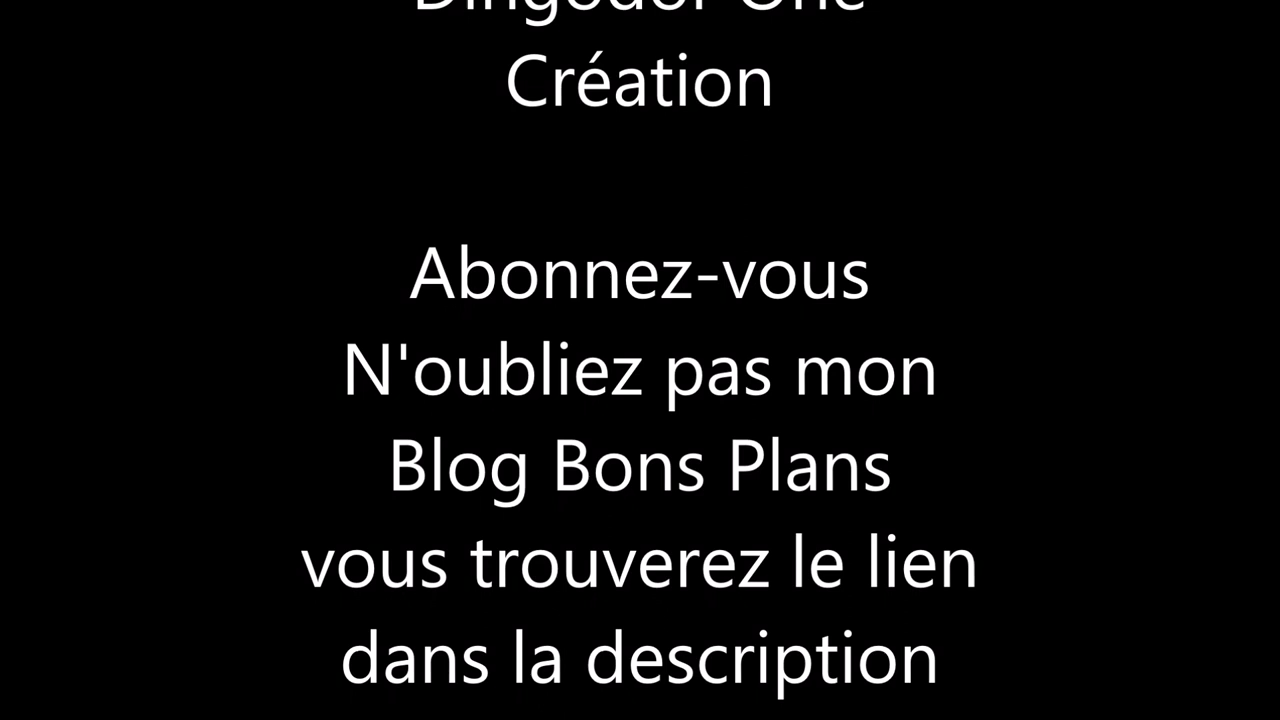 Création
Abonnez-vous
N'oubliez pas mon
Blog Bons Plans
vous trouverez le lien
dans la description